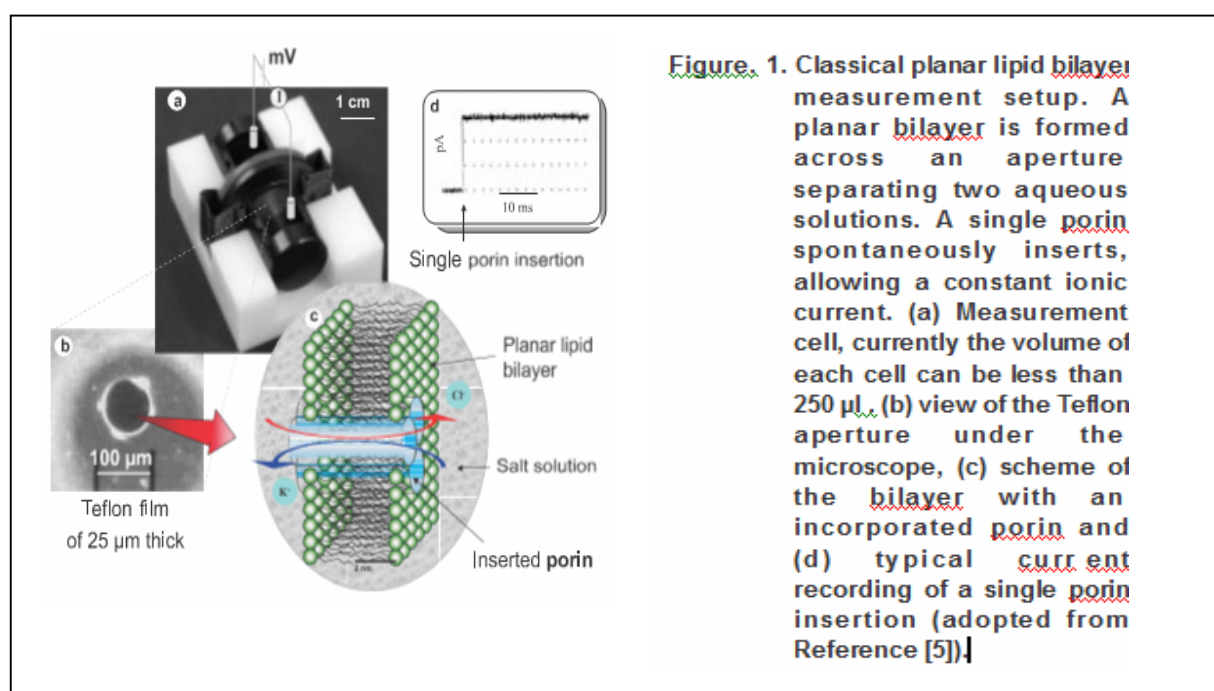 mV
a
I
1 cm
d
pA
10 ms
Single porin insertion
b
100 µm
Teflon film
of 25 µm thick
c
Planar lipid
bilayer
Cl-
Salt solution
K+
Inserted porin
2 nm
Figure. 1. Classical planar lipid bilayer
measurement setup. A
planar bilayer is formed
across an aperture
separating two aqueous
solutions. A single porin
spontaneously inserts,
allowing a constant ionic
current. (a) Measurement
cell, currently the volume of
each cell can be less than
250 µl , (b) view of the Teflon
aperture under the
microscope, (c) scheme of
the bilayer with an
incorporated porin and
(d) typical curr ent
recording of a single porin
insertion (adopted from
Reference [5]).